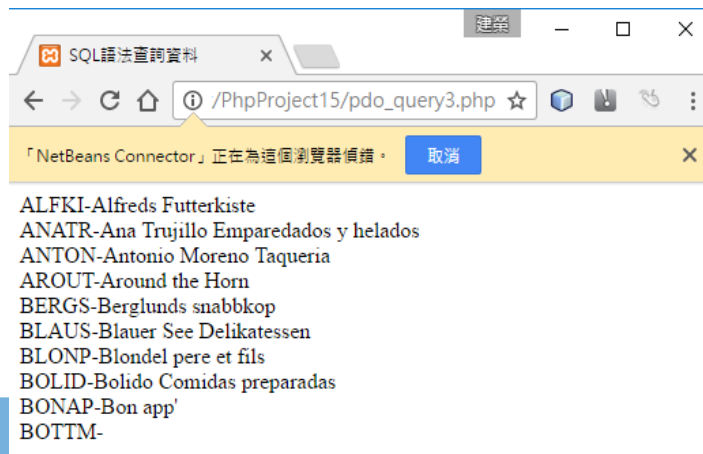 建榮
SQL語法查詢資料
/PhpProject15/pdo_query3.php
「NetBeans Connector」正在為這個瀏覽器偵錯。 取消
ALFKI-Alfreds Futterkiste
ANATR-Ana Trujillo Emparedados y helados
ANTON-Antonio Moreno Taqueria
AROUT-Around the Horn
BERGS-Berglunds snabbkop
BLAUS-Blauer See Delikatessen
BLONP-Blondel pere et fils
BOLID-Bolido Comidas preparadas
BONAP-Bon app'
BOTTM-